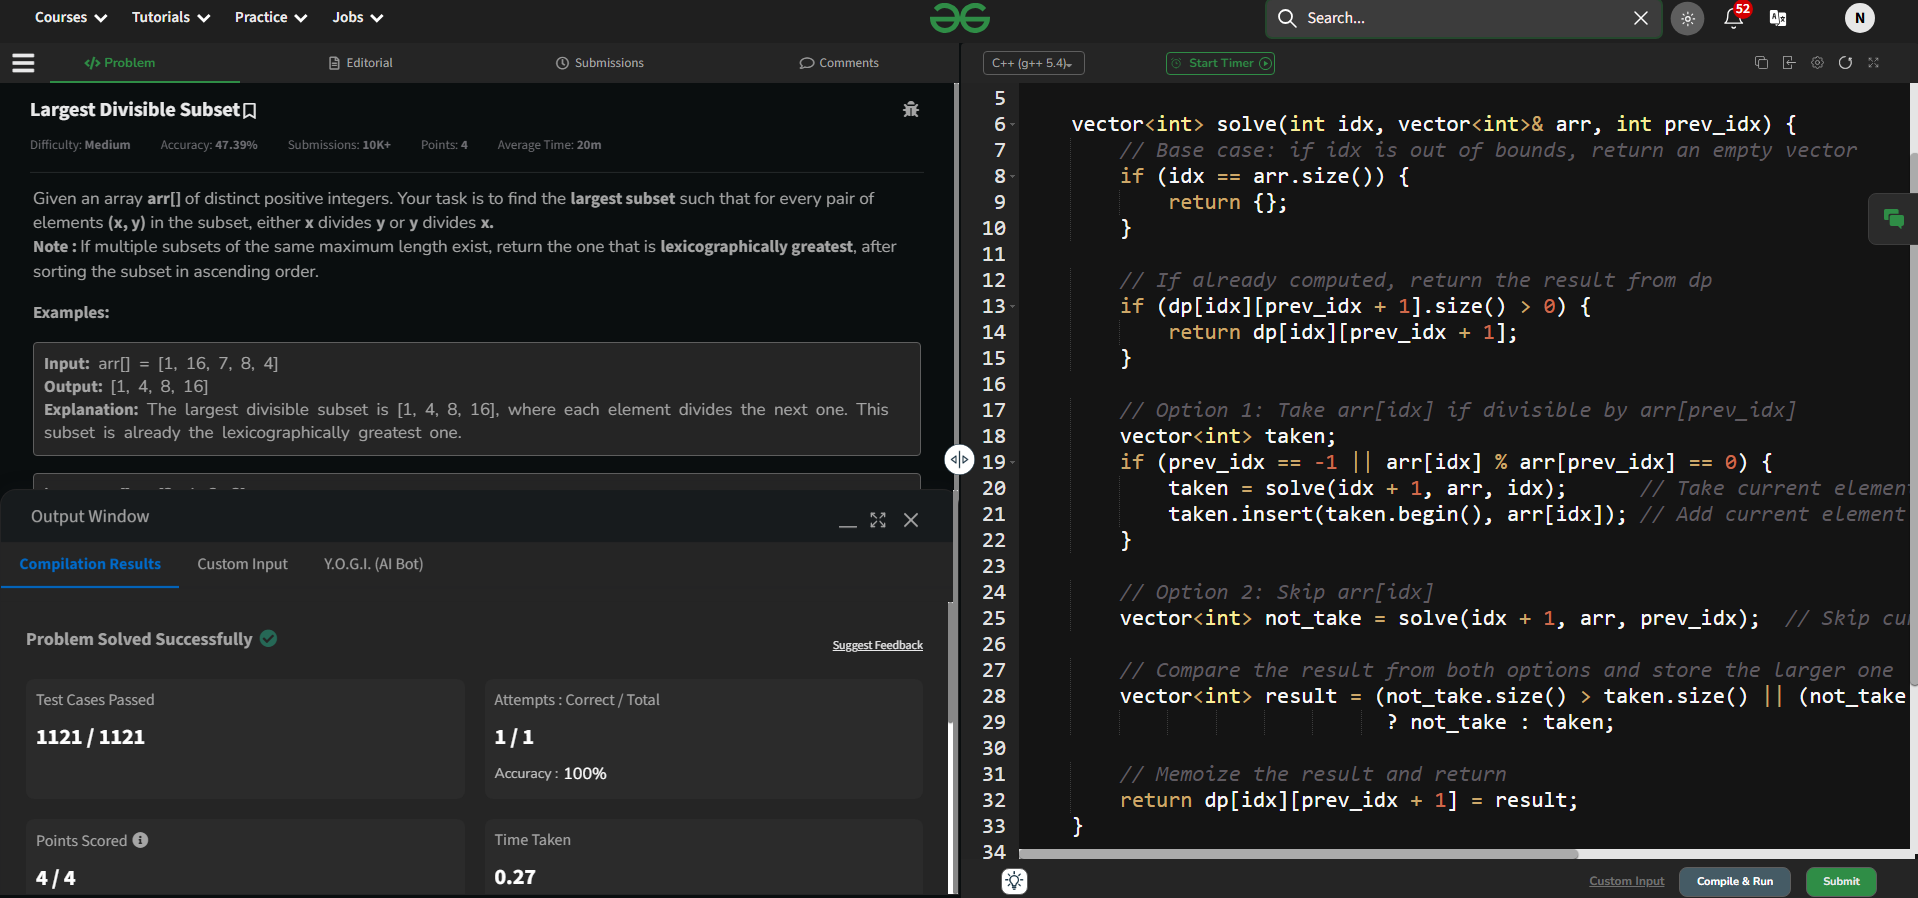 Courses Tutorials Practice Jobs Search... 52 N
Problem Editorial Submissions Comments
C++ (g++ 5.4) Start Timer
Largest Divisible Subset
Difficulty: Medium Accuracy: 47.39% Submissions: 10K+ Points: 4 Average Time: 20m
Given an array arr[] of distinct positive integers. Your task is to find the largest subset such that for every pair of
elements (x, y) in the subset, either x divides y or y divides x.
Note : If multiple subsets of the same maximum length exist, return the one that is lexicographically greatest, after
sorting the subset in ascending order.
Examples:
Input: arr[] = [1, 16, 7, 8, 4]
Output: [1, 4, 8, 16]
Explanation: The largest divisible subset is [1, 4, 8, 16], where each element divides the next one. This
subset is already the lexicographically greatest one.
Output Window
Compilation Results Custom Input Y.O.G.I. (AI Bot)
Problem Solved Successfully
Suggest Feedback
Test Cases Passed
1121 / 1121
Attempts : Correct / Total
1 / 1
Accuracy : 100%
Points Scored
4 / 4
Time Taken
0.27
5
6 vector<int> solve(int idx, vector<int>& arr, int prev_idx) {
7 // Base case: if idx is out of bounds, return an empty vector
8 if (idx == arr.size()) {
9 return {};
10 }
11
12 // If already computed, return the result from dp
13 if (dp[idx][prev_idx + 1].size() > 0) {
14 return dp[idx][prev_idx + 1];
15 }
16
17 // Option 1: Take arr[idx] if divisible by arr[prev_idx]
18 vector<int> taken;
19 if (prev_idx == -1 || arr[idx] % arr[prev_idx] == 0) {
20 taken = solve(idx + 1, arr, idx); // Take current elemen
21 taken.insert(taken.begin(), arr[idx]); // Add current element
22 }
23
24 // Option 2: Skip arr[idx]
25 vector<int> not_take = solve(idx + 1, arr, prev_idx); // Skip cu
26
27 // Compare the result from both options and store the larger one
28 vector<int> result = (not_take.size() > taken.size() || (not_take
29 ? not_take : taken;
30
31 // Memoize the result and return
32 return dp[idx][prev_idx + 1] = result;
33 }
34
Custom Input Compile & Run Submit